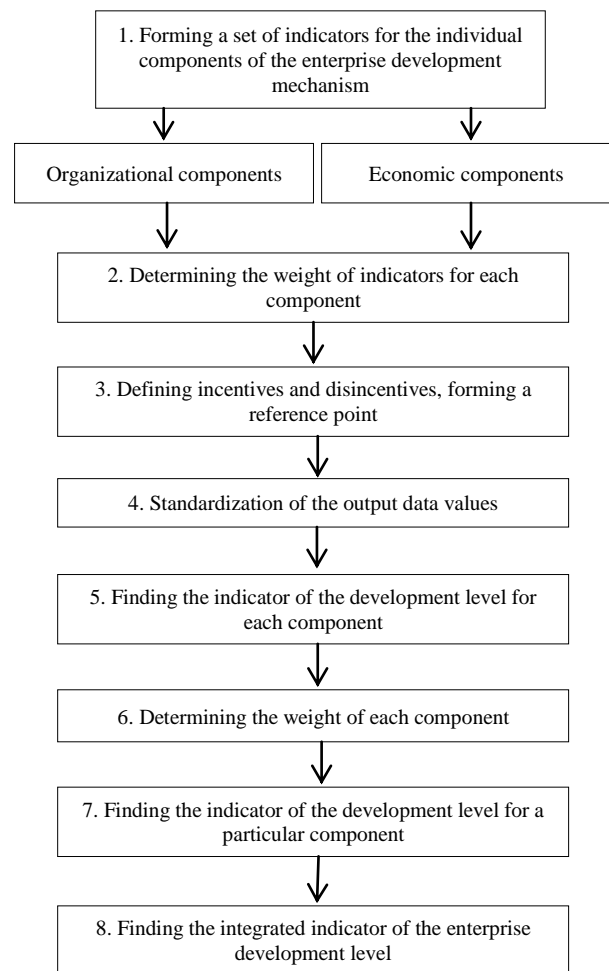 1. Forming a set of indicators for the individual
components of the enterprise development
mechanism
Organizational components
Economic components
2. Determining the weight of indicators for each
component
3. Defining incentives and disincentives, forming a
reference point
4. Standardization of the output data values
5. Finding the indicator of the development level for
each component
6. Determining the weight of each component
7. Finding the indicator of the development level for a
particular component
8. Finding the integrated indicator of the enterprise
development level